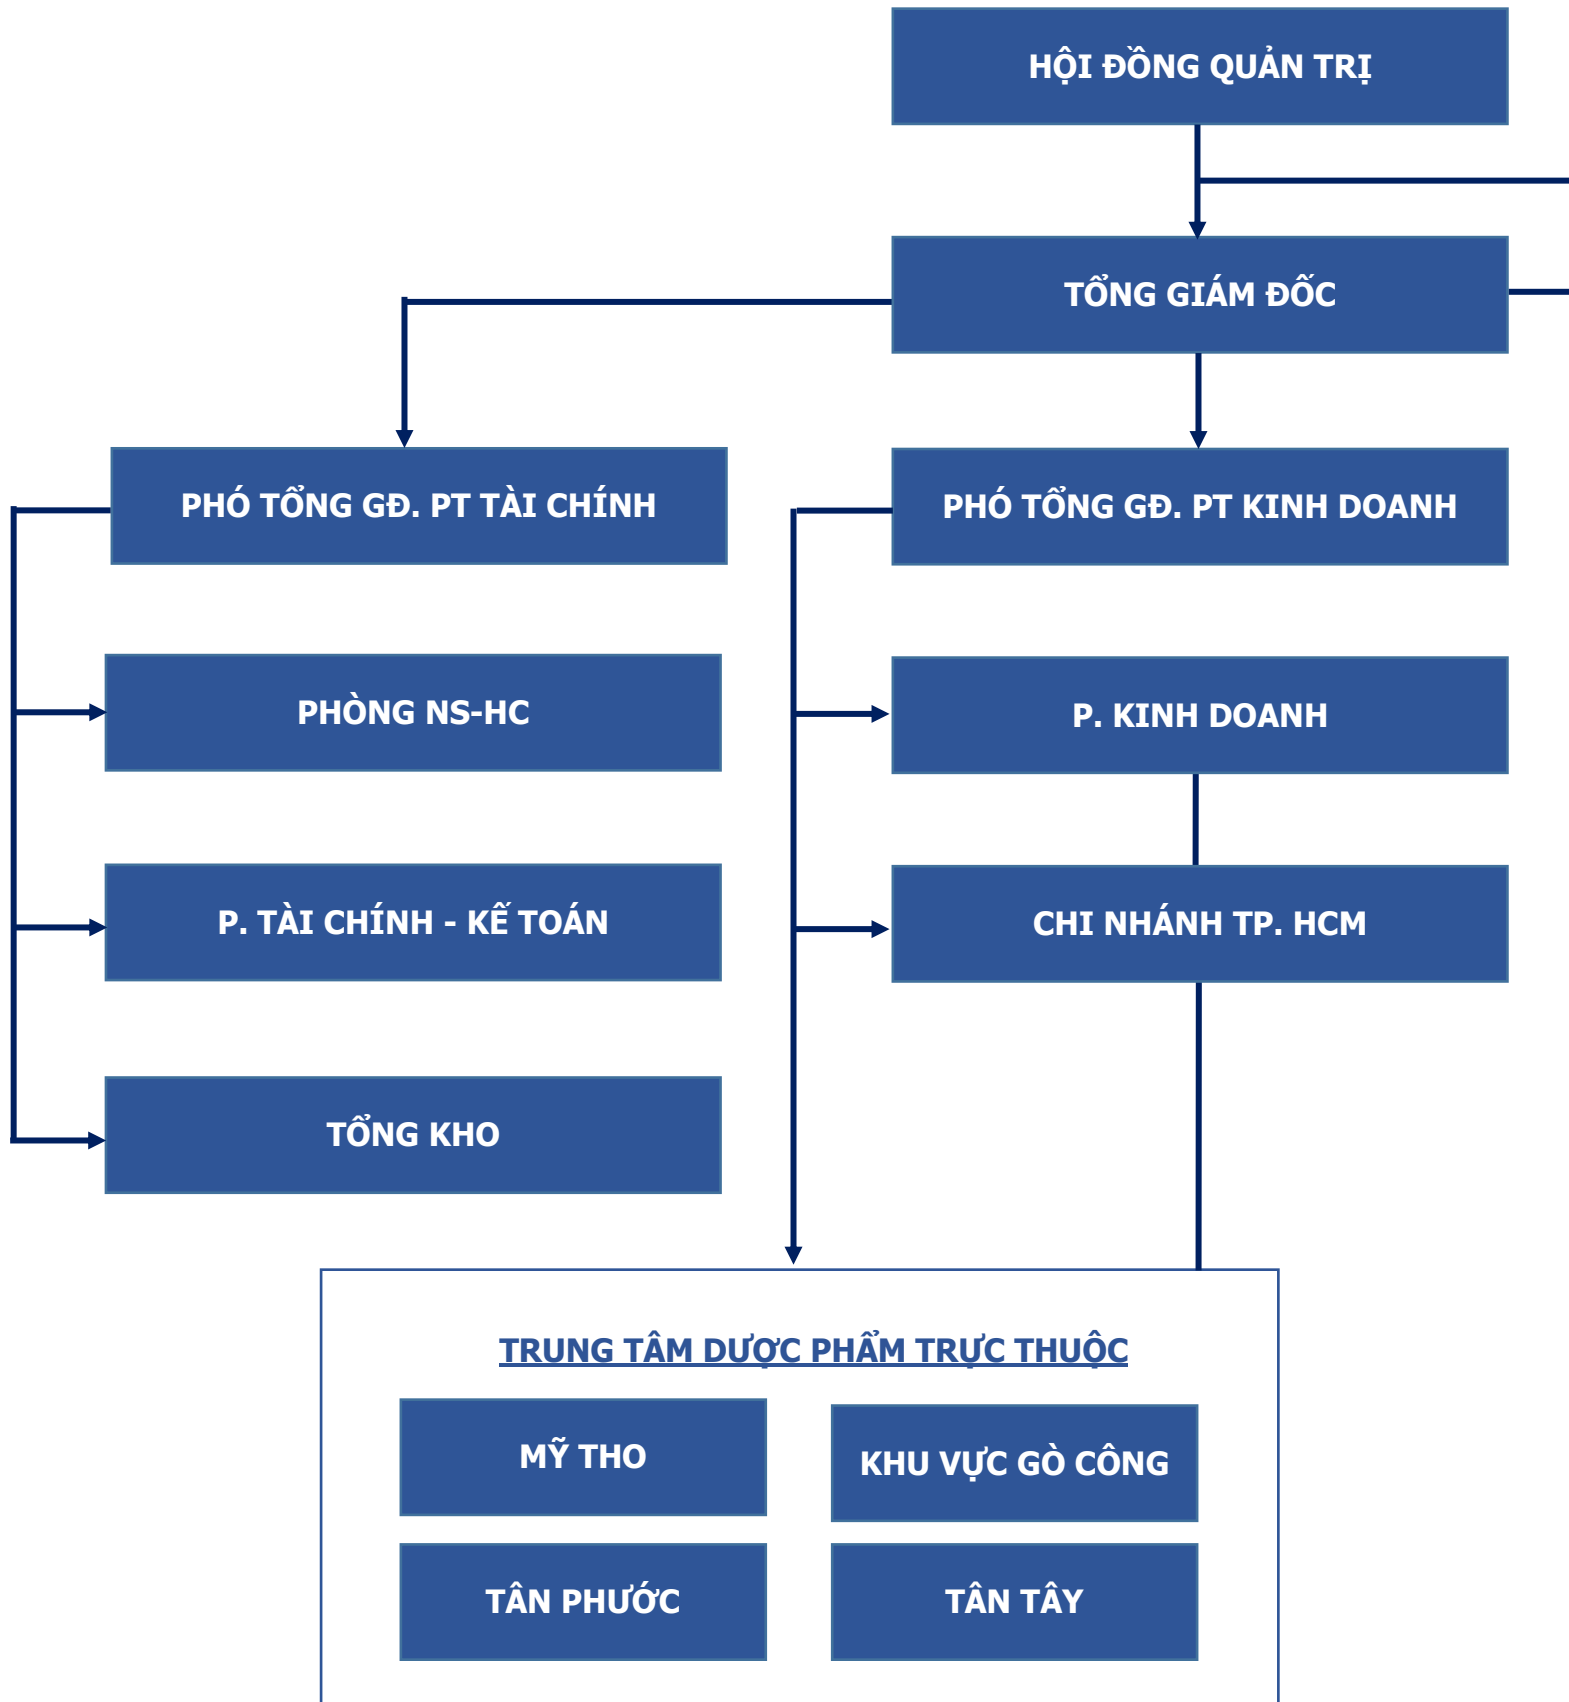 HỘI ĐỒNG QUẢN TRỊ
TỔNG GIÁM ĐỐC
PHÓ TỔNG GĐ. PT TÀI CHÍNH
PHÓ TỔNG GĐ. PT KINH DOANH
PHÒNG NS-HC
P. KINH DOANH
P. TÀI CHÍNH - KẾ TOÁN
CHI NHÁNH TP. HCM
TỔNG KHO
TRUNG TÂM DƯỢC PHẨM TRỰC THUỘC
MỸ THO
KHU VỰC GÒ CÔNG
TÂN PHƯỚC
TÂN TÂY